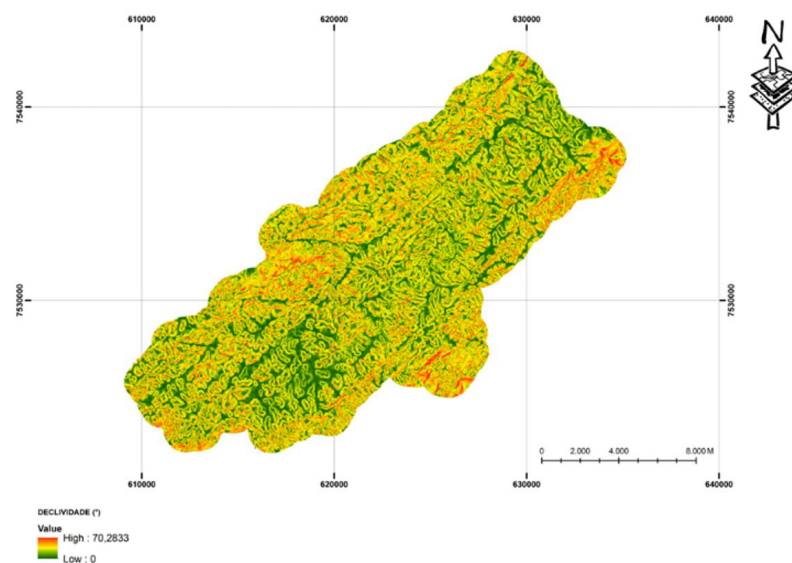 610000 620000 630000 640000
N
7540000 7540000
7530000 7530000
0 2.000 4.000 8.000 M
610000 620000 630000 640000
DECLIVIDADE (°)
Value
High : 70,2833
Low : 0